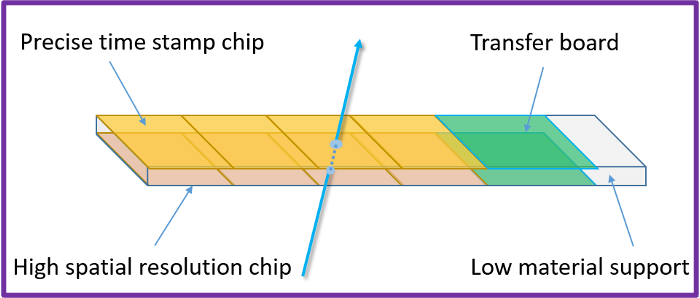 Precise time stamp chip
Transfer board
High spatial resolution chip
Low material support